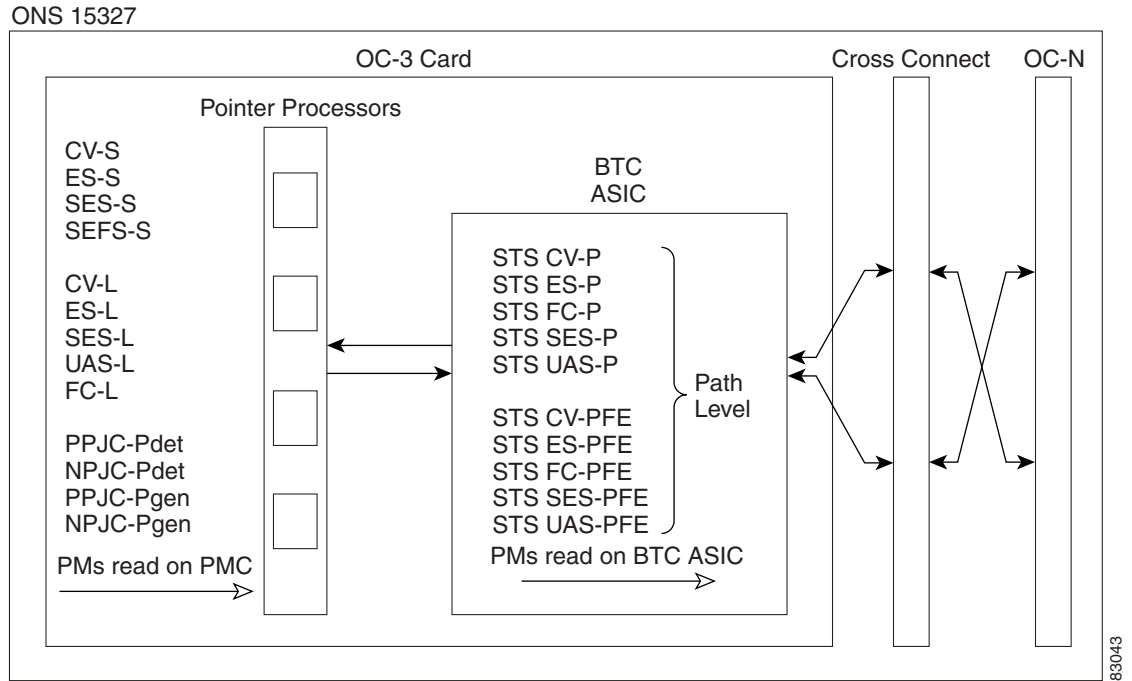 ONS 15327
OC-3 Card
Cross Connect
OC-N
Pointer Processors
CV-S
ES-S
SES-S
SEFS-S
CV-L
ES-L
SES-L
UAS-L
FC-L
PPJC-Pdet
NPJC-Pdet
PPJC-Pgen
NPJC-Pgen
PMs read on PMC
BTC
ASIC
STS CV-P
STS ES-P
STS FC-P
STS SES-P
STS UAS-P
STS CV-PFE
STS ES-PFE
STS FC-PFE
STS SES-PFE
STS UAS-PFE
Path
Level
PMs read on BTC ASIC
83043